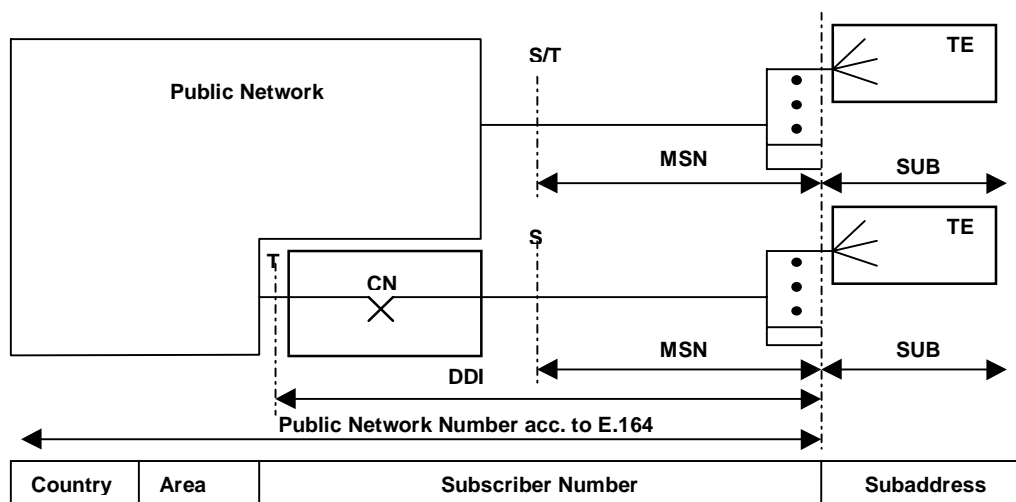 TE
S/T
Public Network
MSN
SUB
TE
S
T
CN
MSN
SUB
DDI
Public Network Number acc. to E.164
Country
Area
Subscriber Number
Subaddress